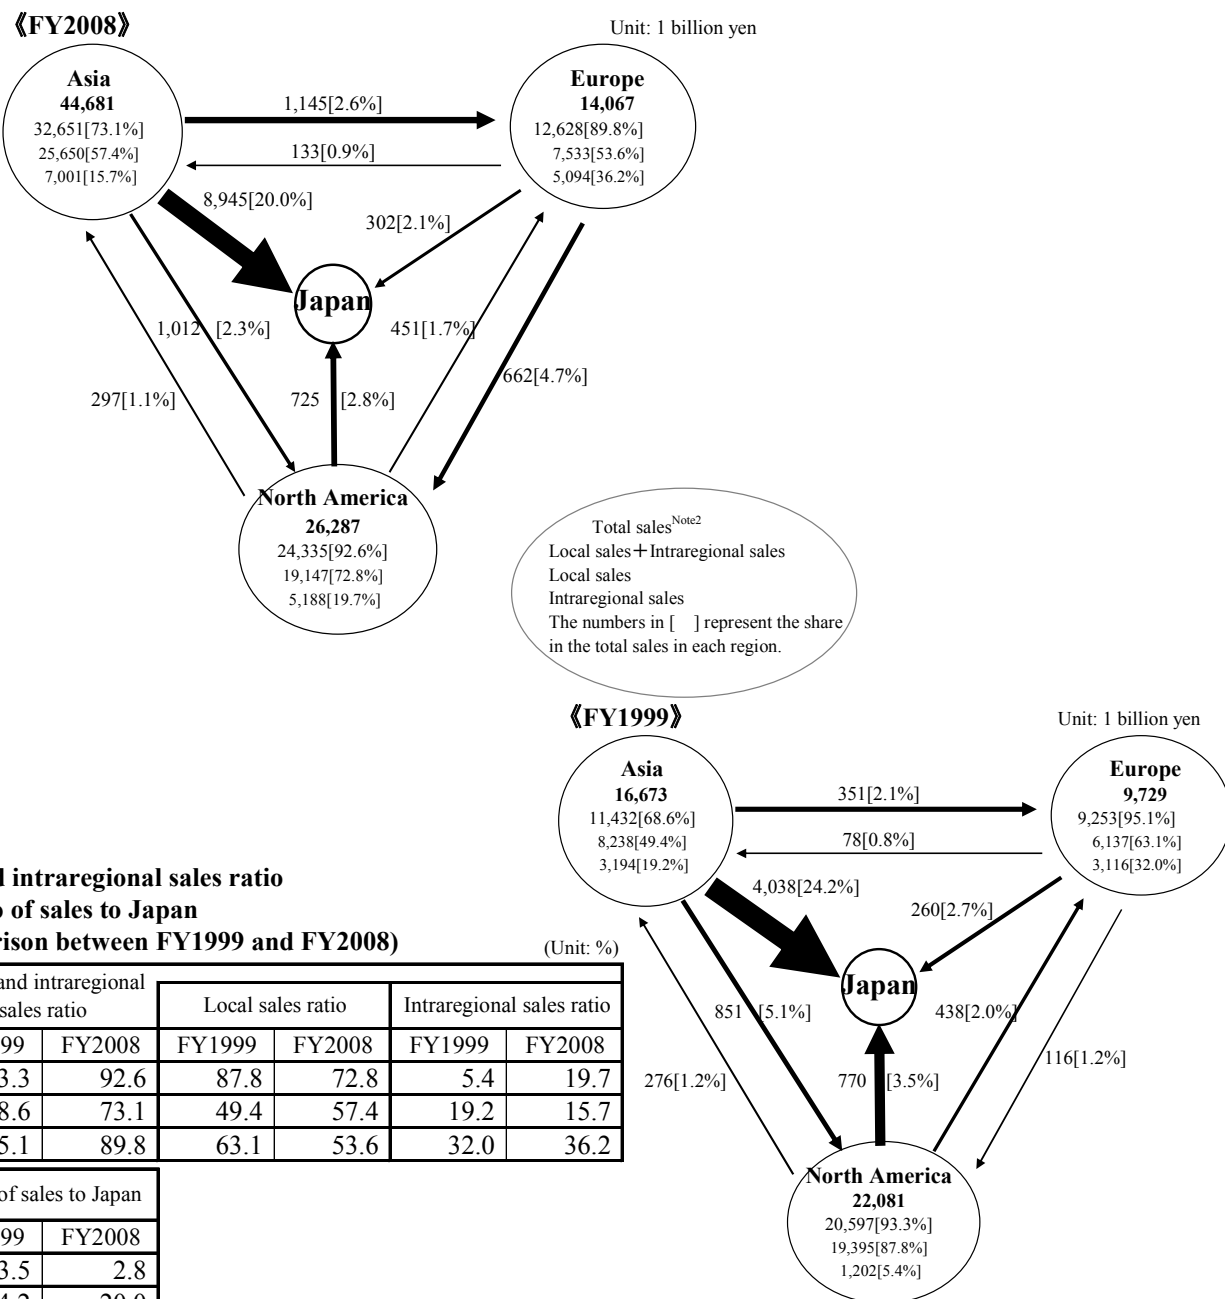 《FY2008》
Unit: 1 billion yen
Asia
44,681
32,651[73.1%]
25,650[57.4%]
7,001[15.7%]
Europe
14,067
12,628[89.8%]
7,533[53.6%]
5,094[36.2%]
1,145[2.6%]
133[0.9%]
8,945[20.0%]
302[2.1%]
Japan
1,012 [2.3%]
451[1.7%]
662[4.7%]
297[1.1%]
725 [2.8%]
North America
26,287
24,335[92.6%]
19,147[72.8%]
5,188[19.7%]
Total sales Note2
Local sales＋Intraregional sales
Local sales
Intraregional sales
The numbers in [ ] represent the share
in the total sales in each region.
《FY1999》
Unit: 1 billion yen
Asia
16,673
11,432[68.6%]
8,238[49.4%]
3,194[19.2%]
Europe
9,729
9,253[95.1%]
6,137[63.1%]
3,116[32.0%]
351[2.1%]
78[0.8%]
4,038[24.2%]
260[2.7%]
Japan
851 [5.1%]
438[2.0%]
116[1.2%]
276[1.2%]
770 [3.5%]
North America
22,081
20,597[93.3%]
19,395[87.8%]
1,202[5.4%]
intraregional sales ratio
of sales to Japan
rison between FY1999 and FY2008)
(Unit: %)
and intraregional
sales ratio
Local sales ratio
Intraregional sales ratio
99 FY2008 FY1999 FY2008 FY1999 FY2008
3.3 92.6 87.8 72.8 5.4 19.7
8.6 73.1 49.4 57.4 19.2 15.7
5.1 89.8 63.1 53.6 32.0 36.2
of sales to Japan
99 FY2008
3.5 2.8